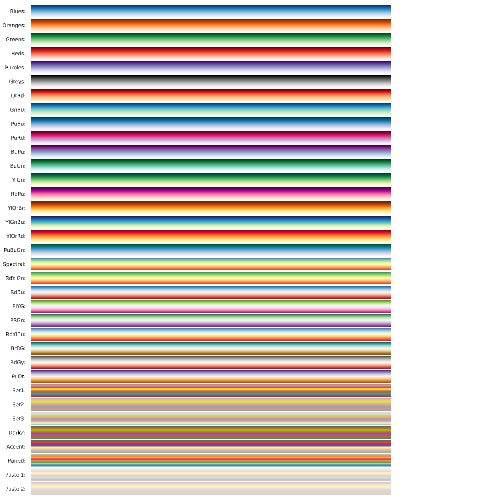 Blues:
Oranges:
Greens:
Reds:
Purples:
Greys:
OrRd:
GnBu:
PuBu:
PuRd:
BuPu:
BuGn:
YlGn:
RdPu:
YlOrBr:
YlGnBu:
YlOrRd:
PuBuGn:
Spectral:
RdYlGn:
RdBu:
PiYG:
PRGn:
RdYlBu:
BrBG:
RdGy:
PuOr:
Set1:
Set2:
Set3:
Dark2:
Accent:
Paired:
Pastel1:
Pastel2: